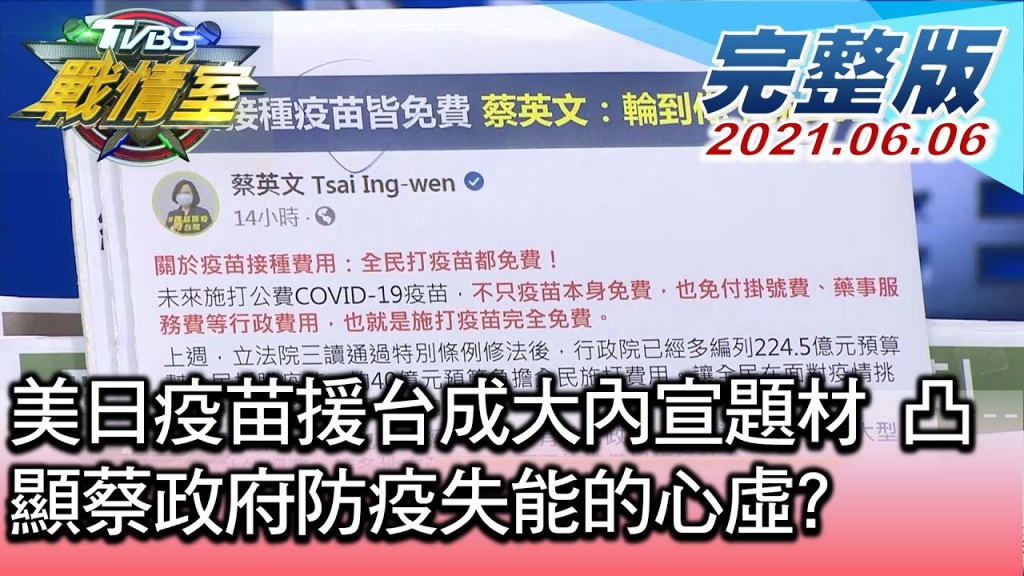 TVBS
戰情室
完整版
2021.06.06
接種疫苗皆免費 蔡英文：輪到
蔡英文 Tsai Ing-wen
14小時
關於疫苗接種費用：全民打疫苗都免費！
未來施打公費COVID-19疫苗，不只疫苗本身免費，也免付掛號費、藥事服
務費等行政費用，也就是施打疫苗完全免費。
上週，立法院三讀通過特別條例修法後，行政院已經多編列224.5億元預算
大型
美日疫苗援台成大內宣題材 凸
顯蔡政府防疫失能的心虛?